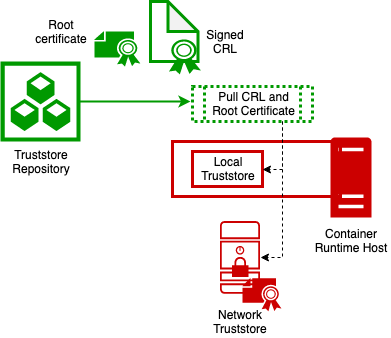 Root
certificate
Signed
CRL
Pull CRL and
Root Certificate
Truststore
Repository
Local
Truststore
Container
Runtime Host
Network
Truststore